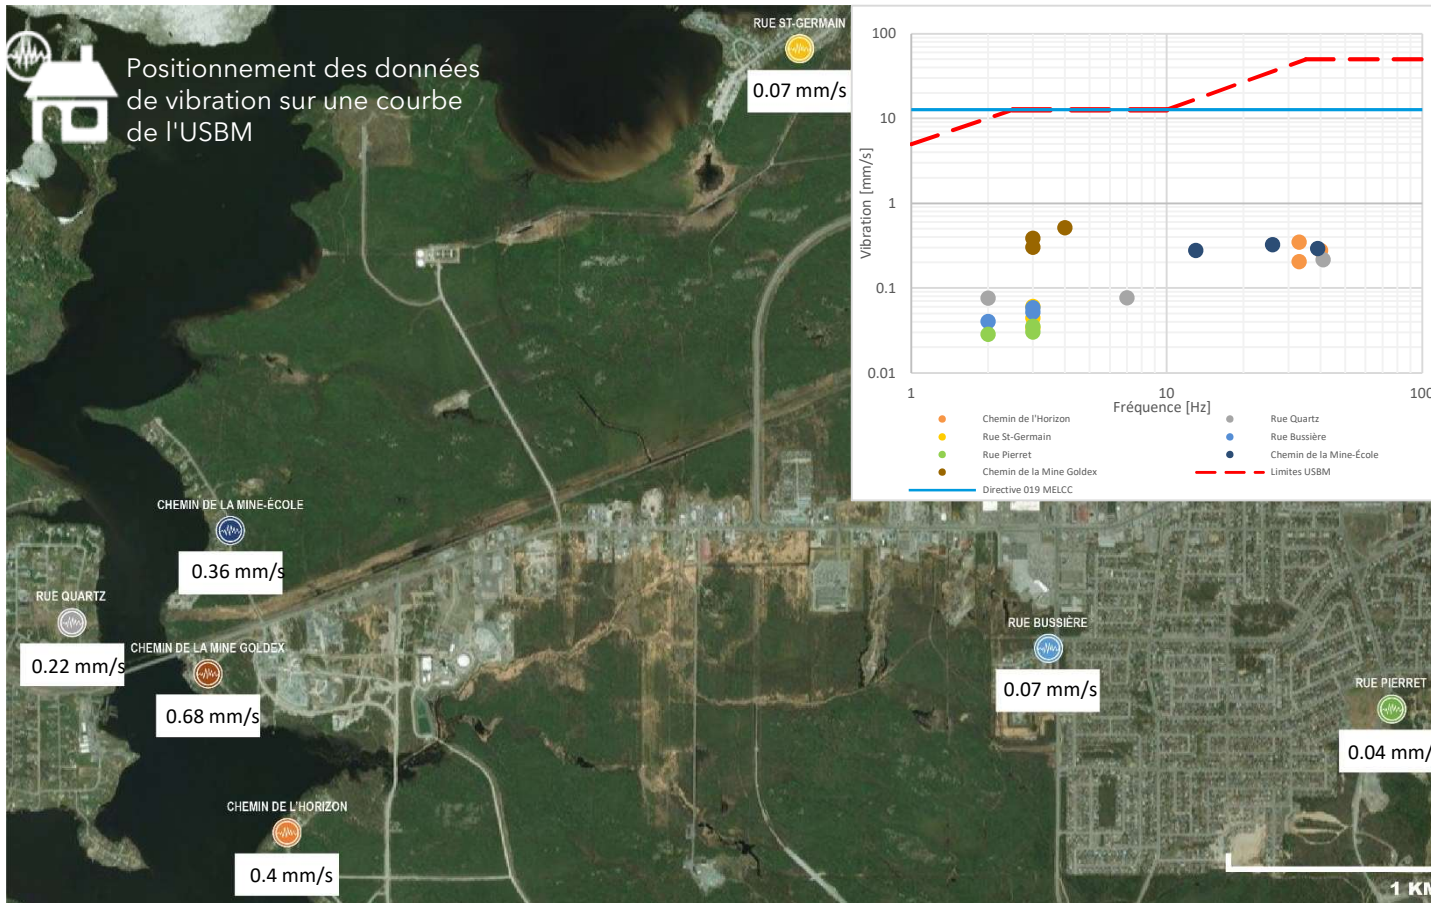 Positionnement des données
de vibration sur une courbe
de l'USBM
RUE ST-GERMAIN
0.07 mm/s
100
10
1
0.1
0.01
Vibration [mm/s]
1
10
100
Fréquence [Hz]
Chemin de l'Horizon
Rue Quartz
Rue St-Germain
Rue Bussière
Rue Pierret
Chemin de la Mine-École
Chemin de la Mine Goldex
Limites USBM
Directive 019 MELCC
CHEMIN DE LA MINE-ÉCOLE
0.36 mm/s
RUE QUARTZ
0.22 mm/s
CHEMIN DE LA MINE GOLDEX
0.68 mm/s
RUE BUSSIÈRE
0.07 mm/s
RUE PIERRET
0.04 mm/
CHEMIN DE L'HORIZON
0.4 mm/s
1 KM